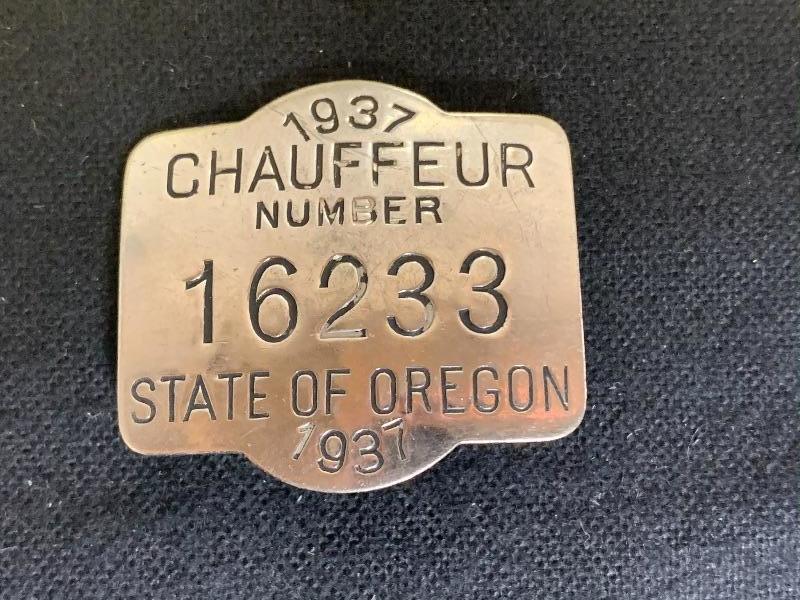 1937
CHAUFFEUR
NUMBER
16233
STATE OF OREGON
1937